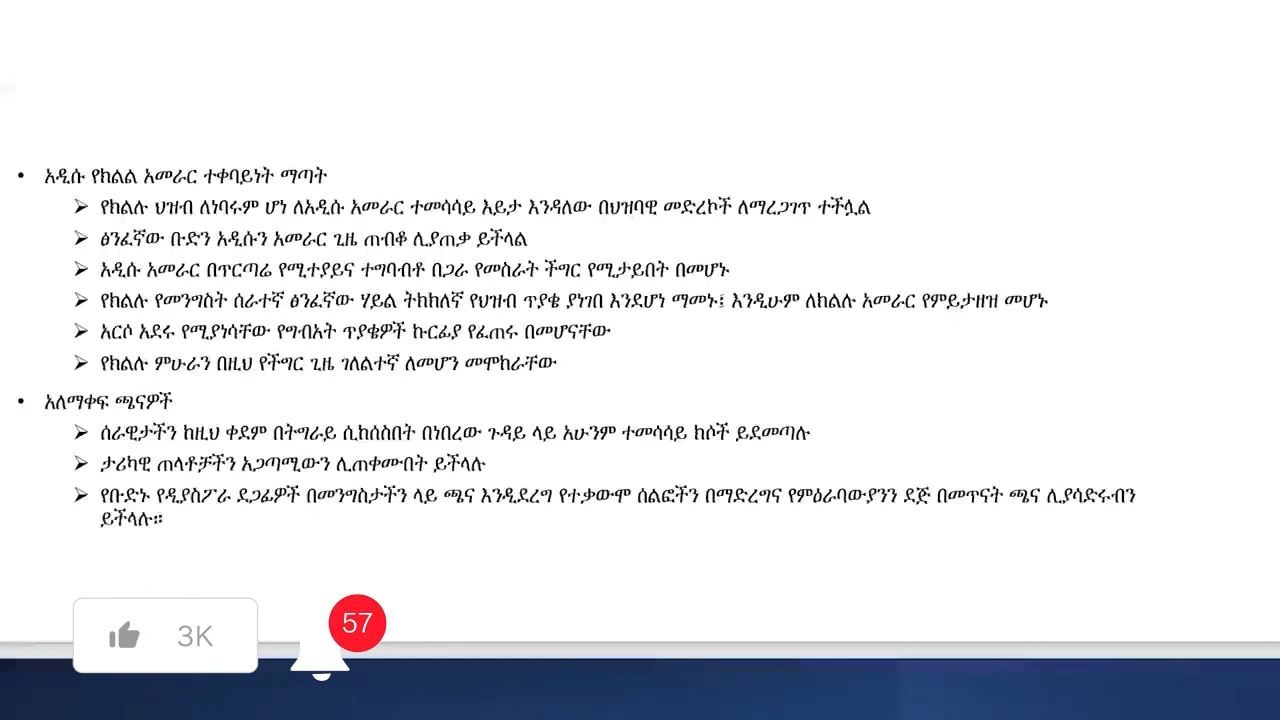 • አዲሱ የክልል አመራር ተቀባይነት ማጣት
➢ የክልሉ ህዝብ ለነባሩም ሆነ ለአዲሱ አመራር ተመሳሳይ እይታ እንዳለው በህዝባዊ መድረኮች ለማረጋገጥ ተችሏል
➢ ፅንፈኛው ቡድን አዲሱን አመራር ጊዜ ጠብቆ ሊያጠቃ ይችላል
➢ አዲሱ አመራር በጥርጣሬ የሚተያይና ተግባብቶ በጋራ የመስራት ችግር የሚታይበት በመሆኑ
➢ የክልሉ የመንግስት ሰራተኛ ፅንፈኛው ሃይል ትክክለኛ የህዝብ ጥያቄ ያነገበ እንደሆነ ማመኑ፤ እንዲሁም ለክልሉ አመራር የምይታዘዝ መሆኑ
➢ አርሶ አደሩ የሚያነሳቸው የግብአት ጥያቄዎች ኩርፊያ የፈጠሩ በመሆናቸው
➢ የክልሉ ምሁራን በዚህ የችግር ጊዜ ገለልተኛ ለመሆን መሞከራቸው
• አለማቀፍ ጫናዎች
➢ ሰራዊታችን ከዚህ ቀደም በትግራይ ሲከሰስበት በነበረው ጉዳይ ላይ አሁንም ተመሳሳይ ክሶች ይደመጣሉ
➢ ታሪካዊ ጠላቶቻችን አጋጣሚውን ሊጠቀሙበት ይችላሉ
➢ የቡድኑ የዲያስፖራ ደጋፊዎች በመንግስታችን ላይ ጫና እንዲደረግ የተቃውሞ ሰልፎችን በማድረግና የምዕራባውያንን ደጅ በመጥናት ጫና ሊያሳድሩብን
ይችላሉ።
3K
57